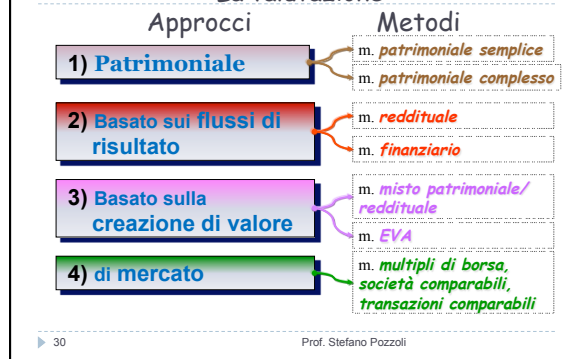 La valutazione
Approcci
Metodi
1) Patrimoniale
m. patrimoniale semplice
m. patrimoniale complesso
2) Basato sui flussi di
risultato
m. reddituale
m. finanziario
3) Basato sulla
creazione di valore
m. misto patrimoniale/
reddituale
m. EVA
4) di mercato
m. multipli di borsa,
società comparabili,
transazioni comparabili
30
Prof. Stefano Pozzoli